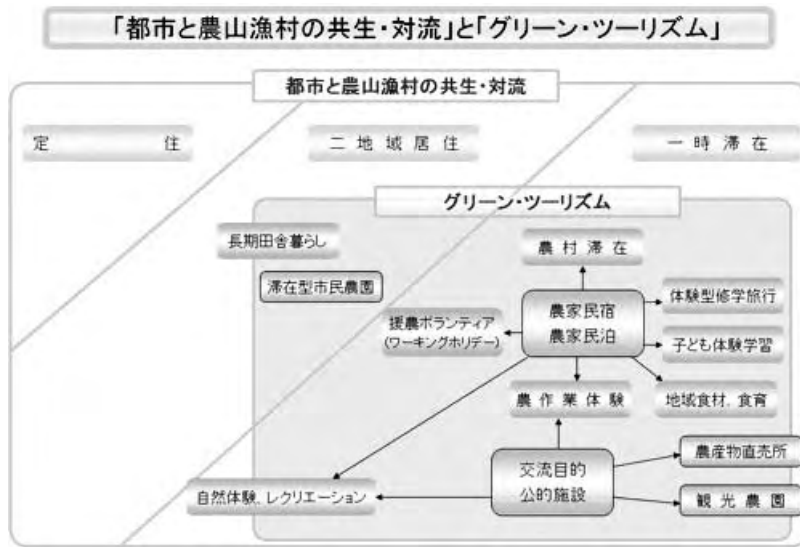 「都市と農山漁村の共生・対流」と「グリーン・ツーリズム」
都市と農山漁村の共生・対流
定住
二地域居住
一時滞在
グリーン・ツーリズム
長期田舎暮らし
農村滞在
滞在型市民農園
農家民宿
農家民泊
体験型修学旅行
援農ボランティア
(ワーキングホリデー)
子ども体験学習
農作業体験
地域食材、食育
交流目的
公的施設
農産物直売所
自然体験、レクリエーション
観光農園